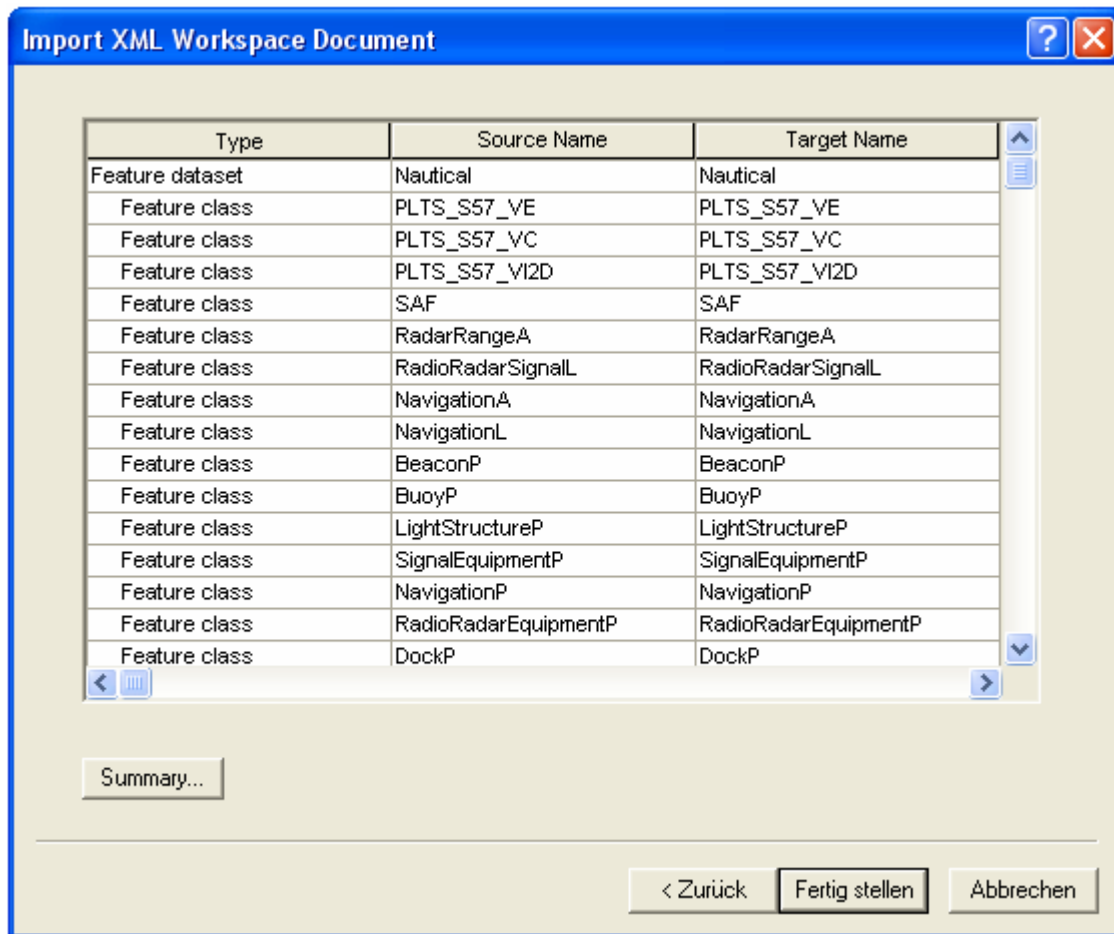 Import XML Workspace Document
Type Source Name Target Name
Feature dataset Nautical Nautical
Feature class PLTS_S57_VE PLTS_S57_VE
Feature class PLTS_S57_VC PLTS_S57_VC
Feature class PLTS_S57_VI2D PLTS_S57_VI2D
Feature class SAF SAF
Feature class RadarRangeA RadarRangeA
Feature class RadioRadarSignalL RadioRadarSignalL
Feature class NavigationA NavigationA
Feature class NavigationL NavigationL
Feature class BeaconP BeaconP
Feature class BuoyP BuoyP
Feature class LightStructureP LightStructureP
Feature class SignalEquipmentP SignalEquipmentP
Feature class NavigationP NavigationP
Feature class RadioRadarEquipmentP RadioRadarEquipmentP
Feature class DockP DockP
Summary...
< Zurück Fertig stellen Abbrechen